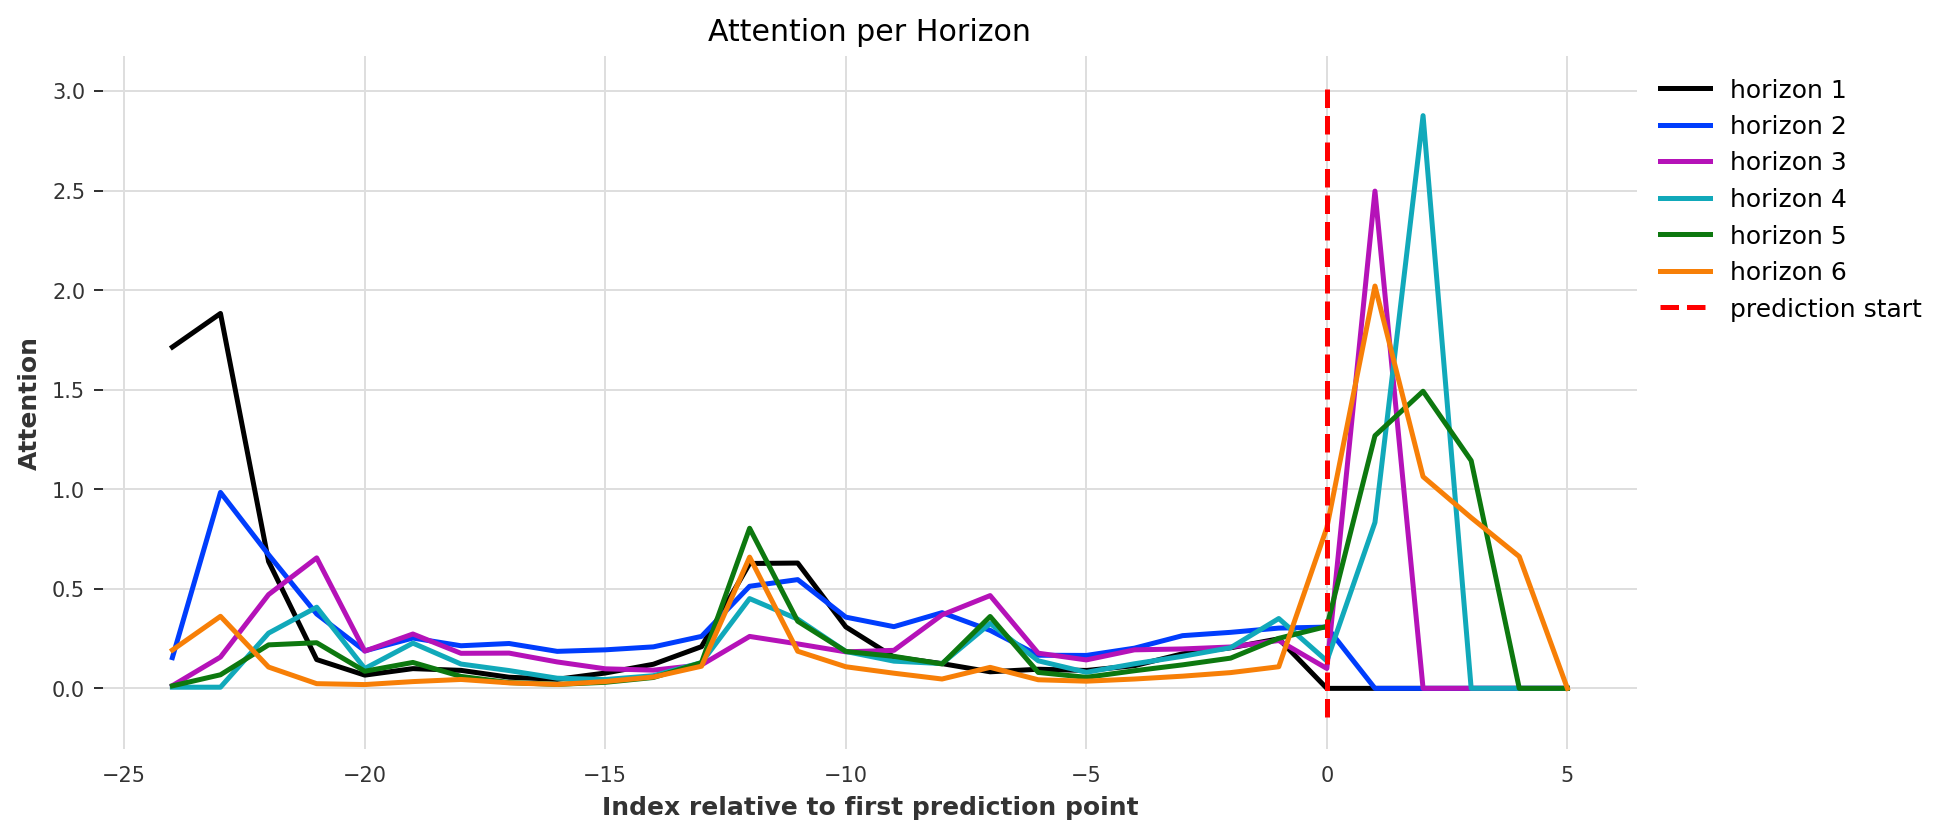 Attention per Horizon
3.0
2.5
2.0
1.5
1.0
0.5
0.0
Attention
−25
−20
−15
−10
−5
0
5
Index relative to first prediction point
horizon 1
horizon 2
horizon 3
horizon 4
horizon 5
horizon 6
prediction start